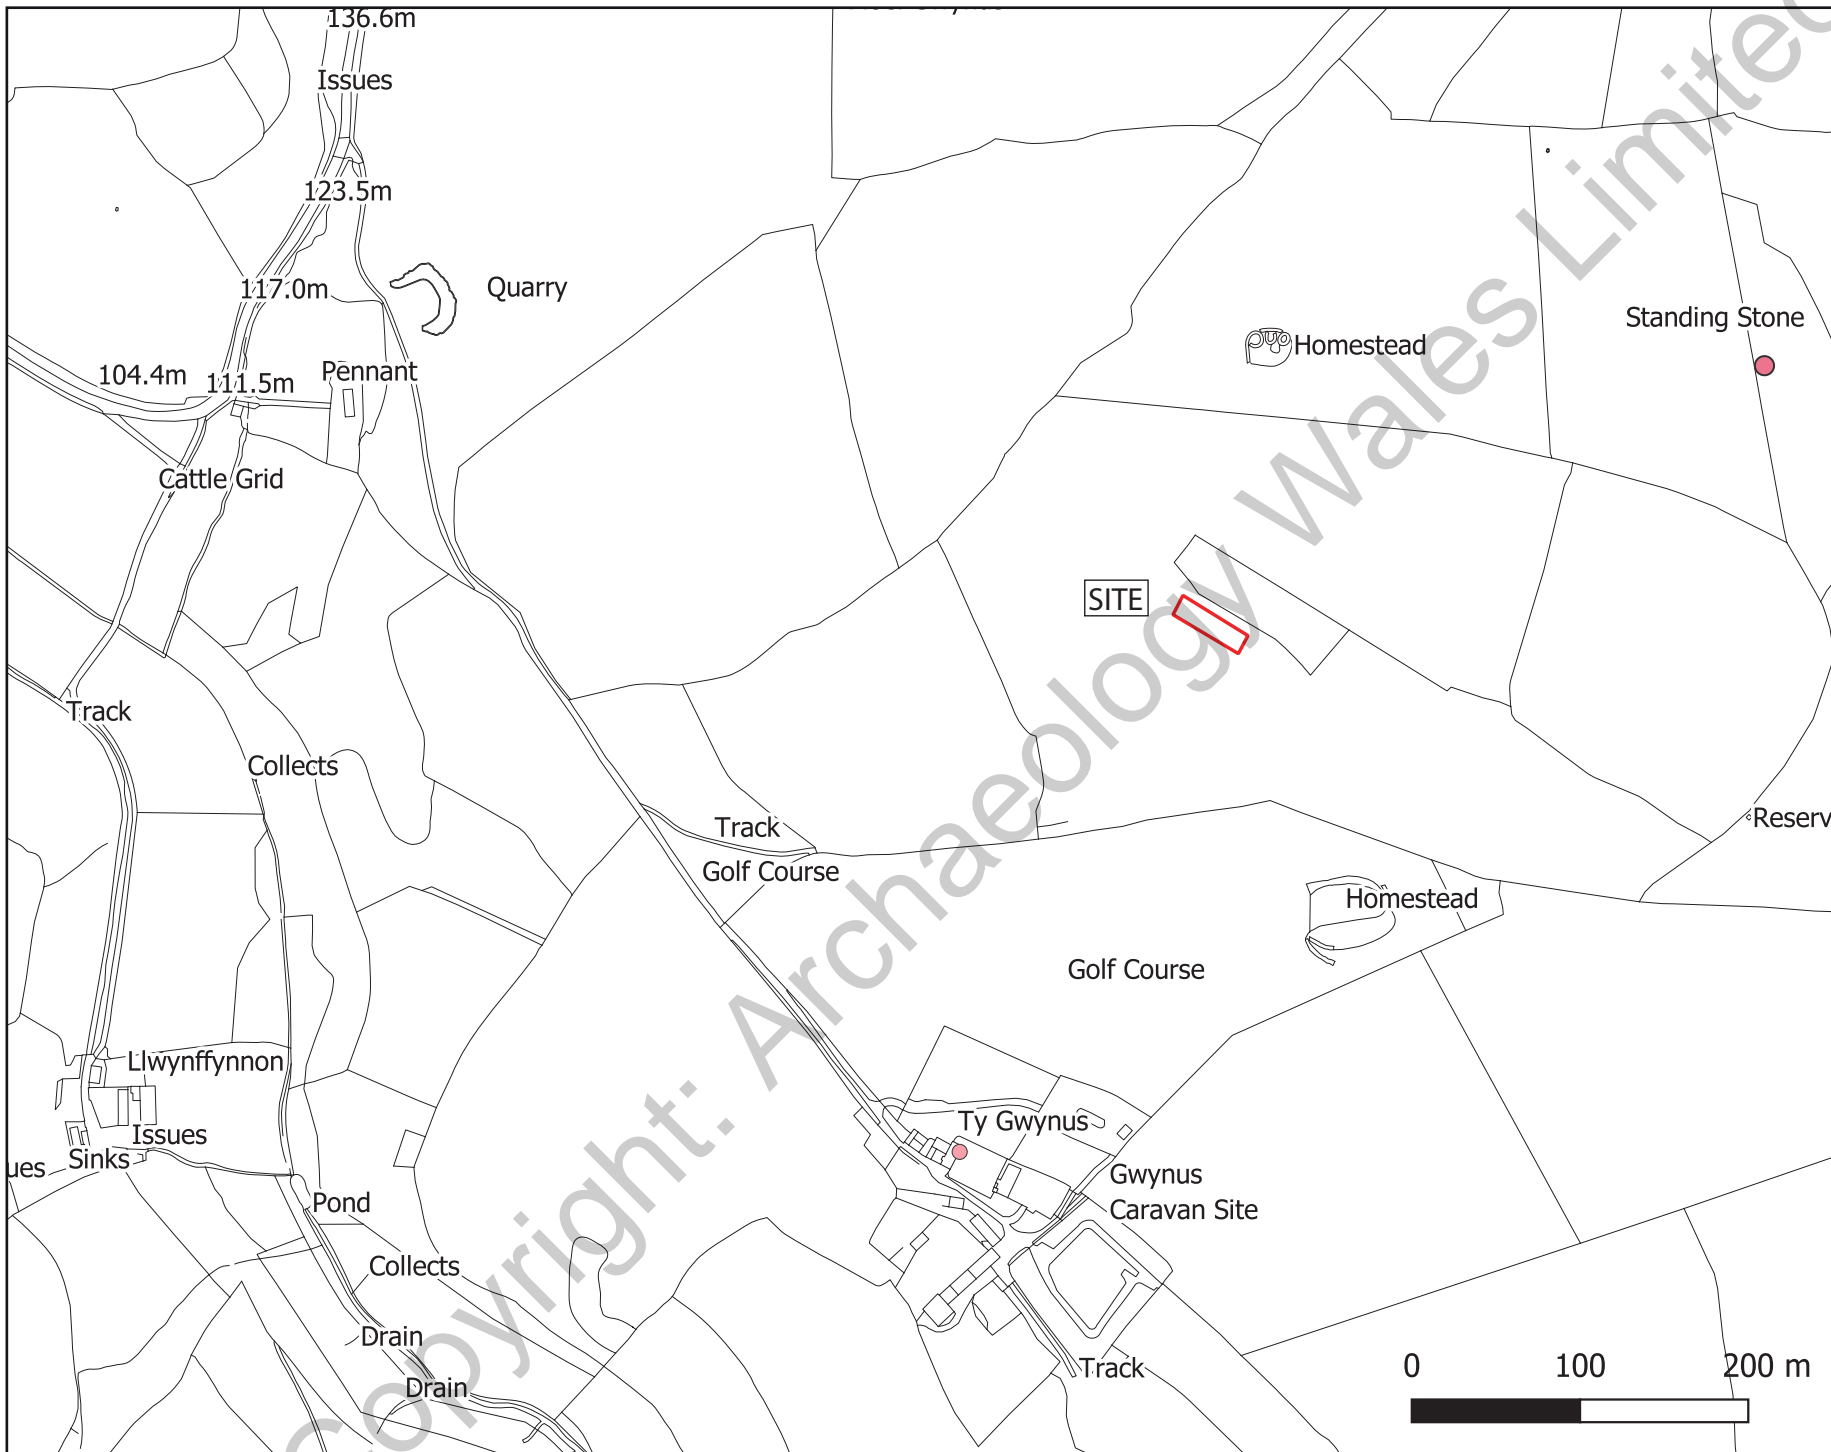 136.6m
Issues
123.5m
117.0m
Quarry
Standing Stone
Homestead
104.4m
111.5m
Pennant
Cattle Grid
SITE
Track
Collects
Track
Reserv
Golf Course
Homestead
Golf Course
Llwynffynnon
Ty Gwynus
Issues
ues
Sinks
Gwynus
Caravan Site
Pond
Collects
Drain
Track
Drain
0 100 200 m
Copyright: Archaeology Wales Limited